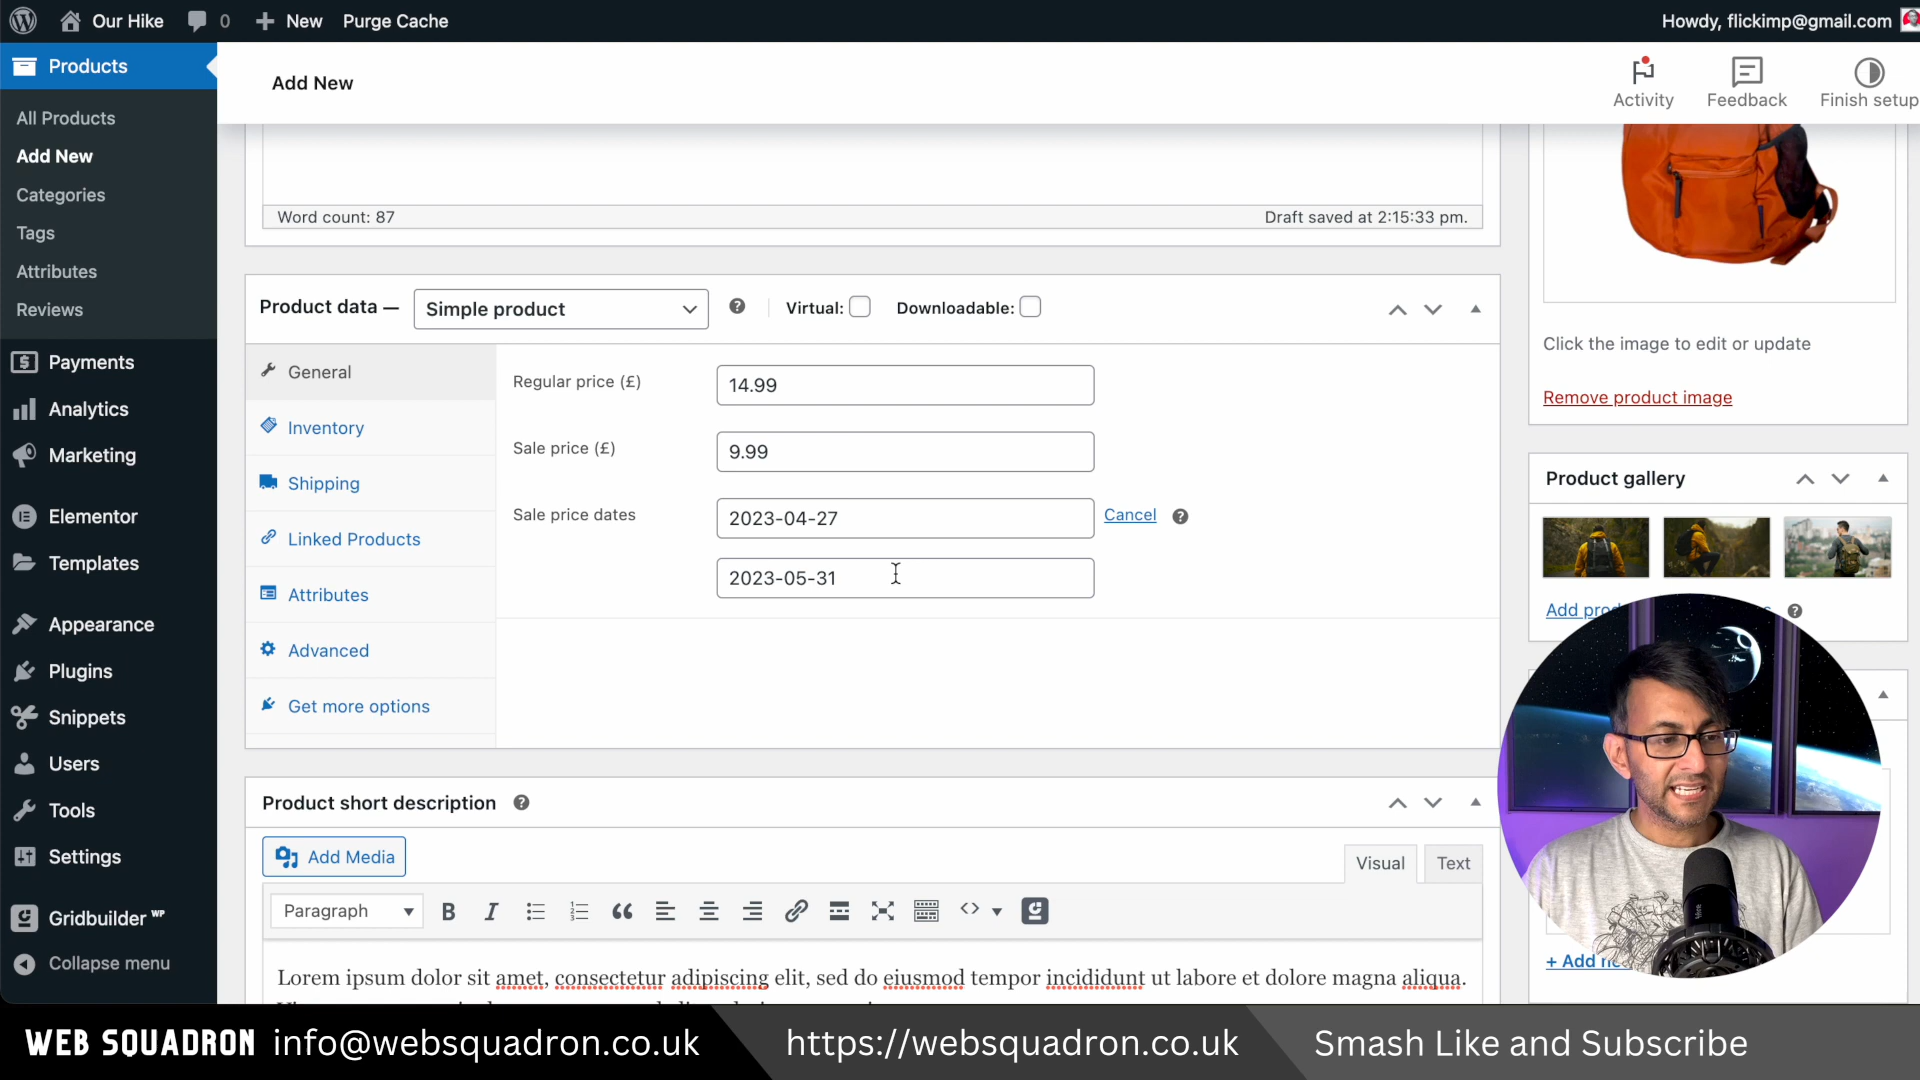 Our Hike
0
New
Purge Cache
Howdy, flickimp@gmail.com
Products
All Products
Add New
Categories
Tags
Attributes
Reviews
Payments
Analytics
Marketing
Elementor
Templates
Appearance
Plugins
Snippets
Users
Tools
Settings
Gridbuilder WP
Collapse menu
Add New
Activity
Feedback
Finish setup
Word count: 87
Draft saved at 2:15:33 pm.
Product data —
Simple product
Virtual:
Downloadable:
General
Inventory
Shipping
Linked Products
Attributes
Advanced
Get more options
Regular price (£)
14.99
Sale price (£)
9.99
Sale price dates
2023-04-27
Cancel
2023-05-31
Product short description
Add Media
Visual
Text
Paragraph
Lorem ipsum dolor sit amet, consectetur adipiscing elit, sed do eiusmod tempor incididunt ut labore et dolore magna aliqua.
Click the image to edit or update
Remove product image
Product gallery
Add
+ Add
WEB SQUADRON
info@websquadron.co.uk
https://websquadron.co.uk
Smash Like and Subscribe